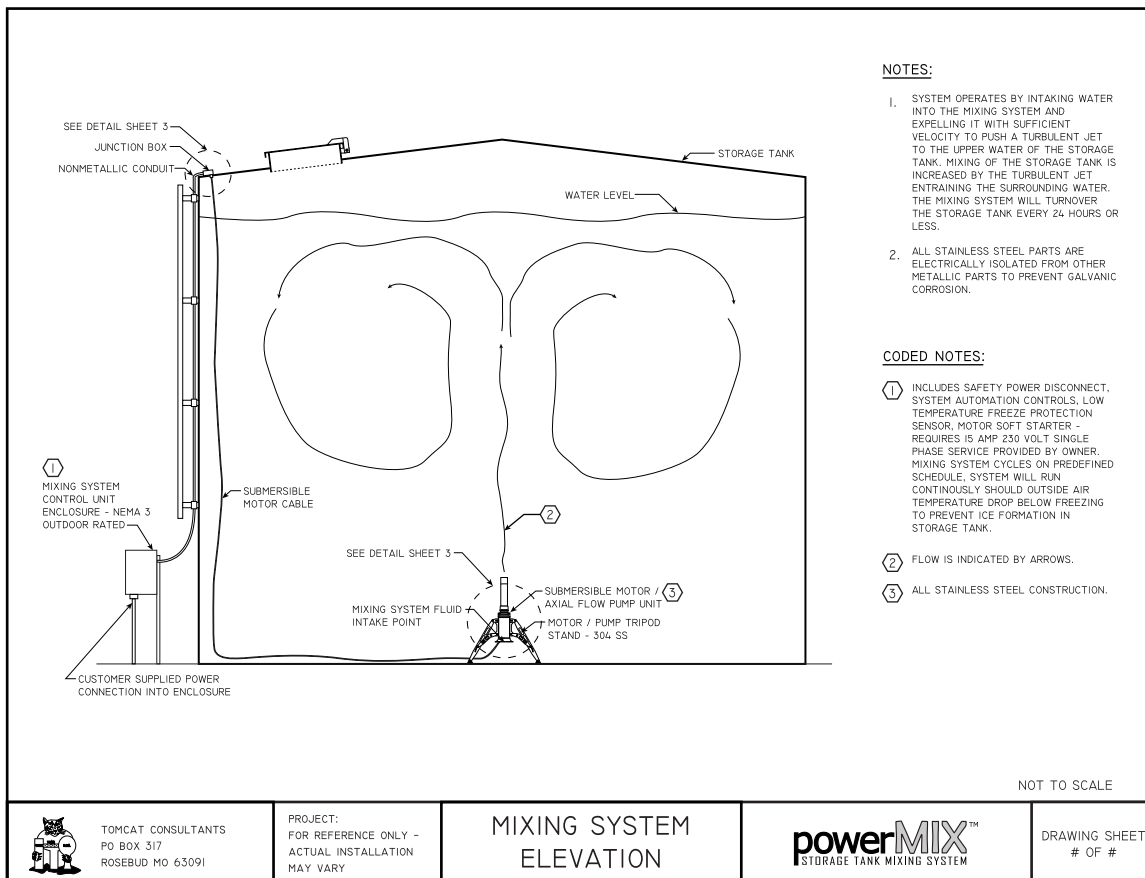 SEE DETAIL SHEET 3
JUNCTION BOX
NONMETALLIC CONDUIT
STORAGE TANK
WATER LEVEL
1
MIXING SYSTEM
CONTROL UNIT
ENCLOSURE - NEMA 3
OUTDOOR RATED
SUBMERSIBLE
MOTOR CABLE
2
SEE DETAIL SHEET 3
SUBMERSIBLE MOTOR /
AXIAL FLOW PUMP UNIT
3
MIXING SYSTEM FLUID
INTAKE POINT
MOTOR / PUMP TRIPOD
STAND - 304 SS
CUSTOMER SUPPLIED POWER
CONNECTION INTO ENCLOSURE
NOTES:
1. SYSTEM OPERATES BY INTAKING WATER
INTO THE MIXING SYSTEM AND
EXPELLING IT WITH SUFFICIENT
VELOCITY TO PUSH A TURBULENT JET
TO THE UPPER WATER OF THE STORAGE
TANK. MIXING OF THE STORAGE TANK IS
INCREASED BY THE TURBULENT JET
ENTRAINING THE SURROUNDING WATER.
THE MIXING SYSTEM WILL TURNOVER
THE STORAGE TANK EVERY 24 HOURS OR
LESS.
2. ALL STAINLESS STEEL PARTS ARE
ELECTRICALLY ISOLATED FROM OTHER
METALLIC PARTS TO PREVENT GALVANIC
CORROSION.
CODED NOTES:
1 INCLUDES SAFETY POWER DISCONNECT,
SYSTEM AUTOMATION CONTROLS, LOW
TEMPERATURE FREEZE PROTECTION
SENSOR, MOTOR SOFT STARTER -
REQUIRES 15 AMP 230 VOLT SINGLE
PHASE SERVICE PROVIDED BY OWNER.
MIXING SYSTEM CYCLES ON PREDEFINED
SCHEDULE, SYSTEM WILL RUN
CONTINOUSLY SHOULD OUTSIDE AIR
TEMPERATURE DROP BELOW FREEZING
TO PREVENT ICE FORMATION IN
STORAGE TANK.
2 FLOW IS INDICATED BY ARROWS.
3 ALL STAINLESS STEEL CONSTRUCTION.
NOT TO SCALE
TOMCAT CONSULTANTS
PO BOX 317
ROSEBUD MO 63091
PROJECT:
FOR REFERENCE ONLY -
ACTUAL INSTALLATION
MAY VARY
MIXING SYSTEM
ELEVATION
powerMIX™
STORAGE TANK MIXING SYSTEM
DRAWING SHEET
# OF #